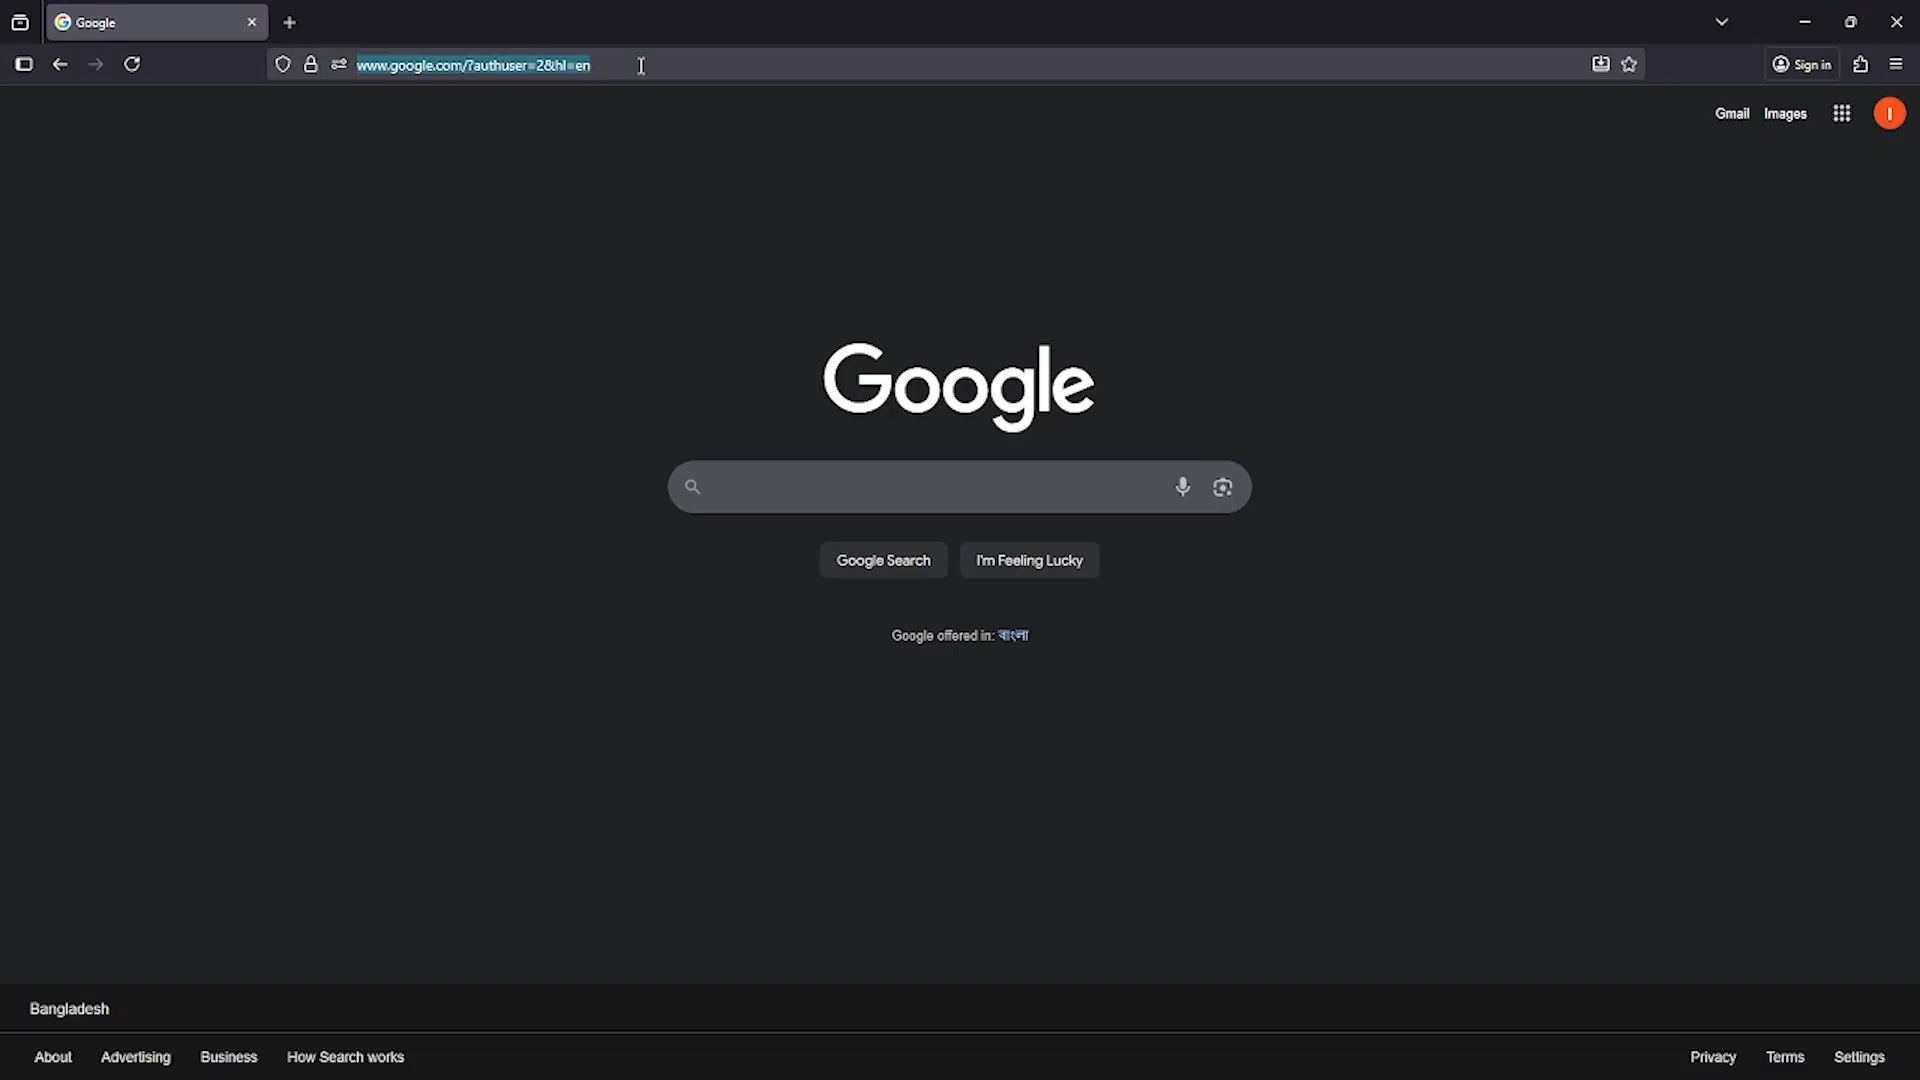 Google
www.google.com/?authuser=2&hl=en
Sign in
Gmail Images
I
Google
Google Search I'm Feeling Lucky
Google offered in: বাংলা
Bangladesh
About Advertising Business How Search works Privacy Terms Settings